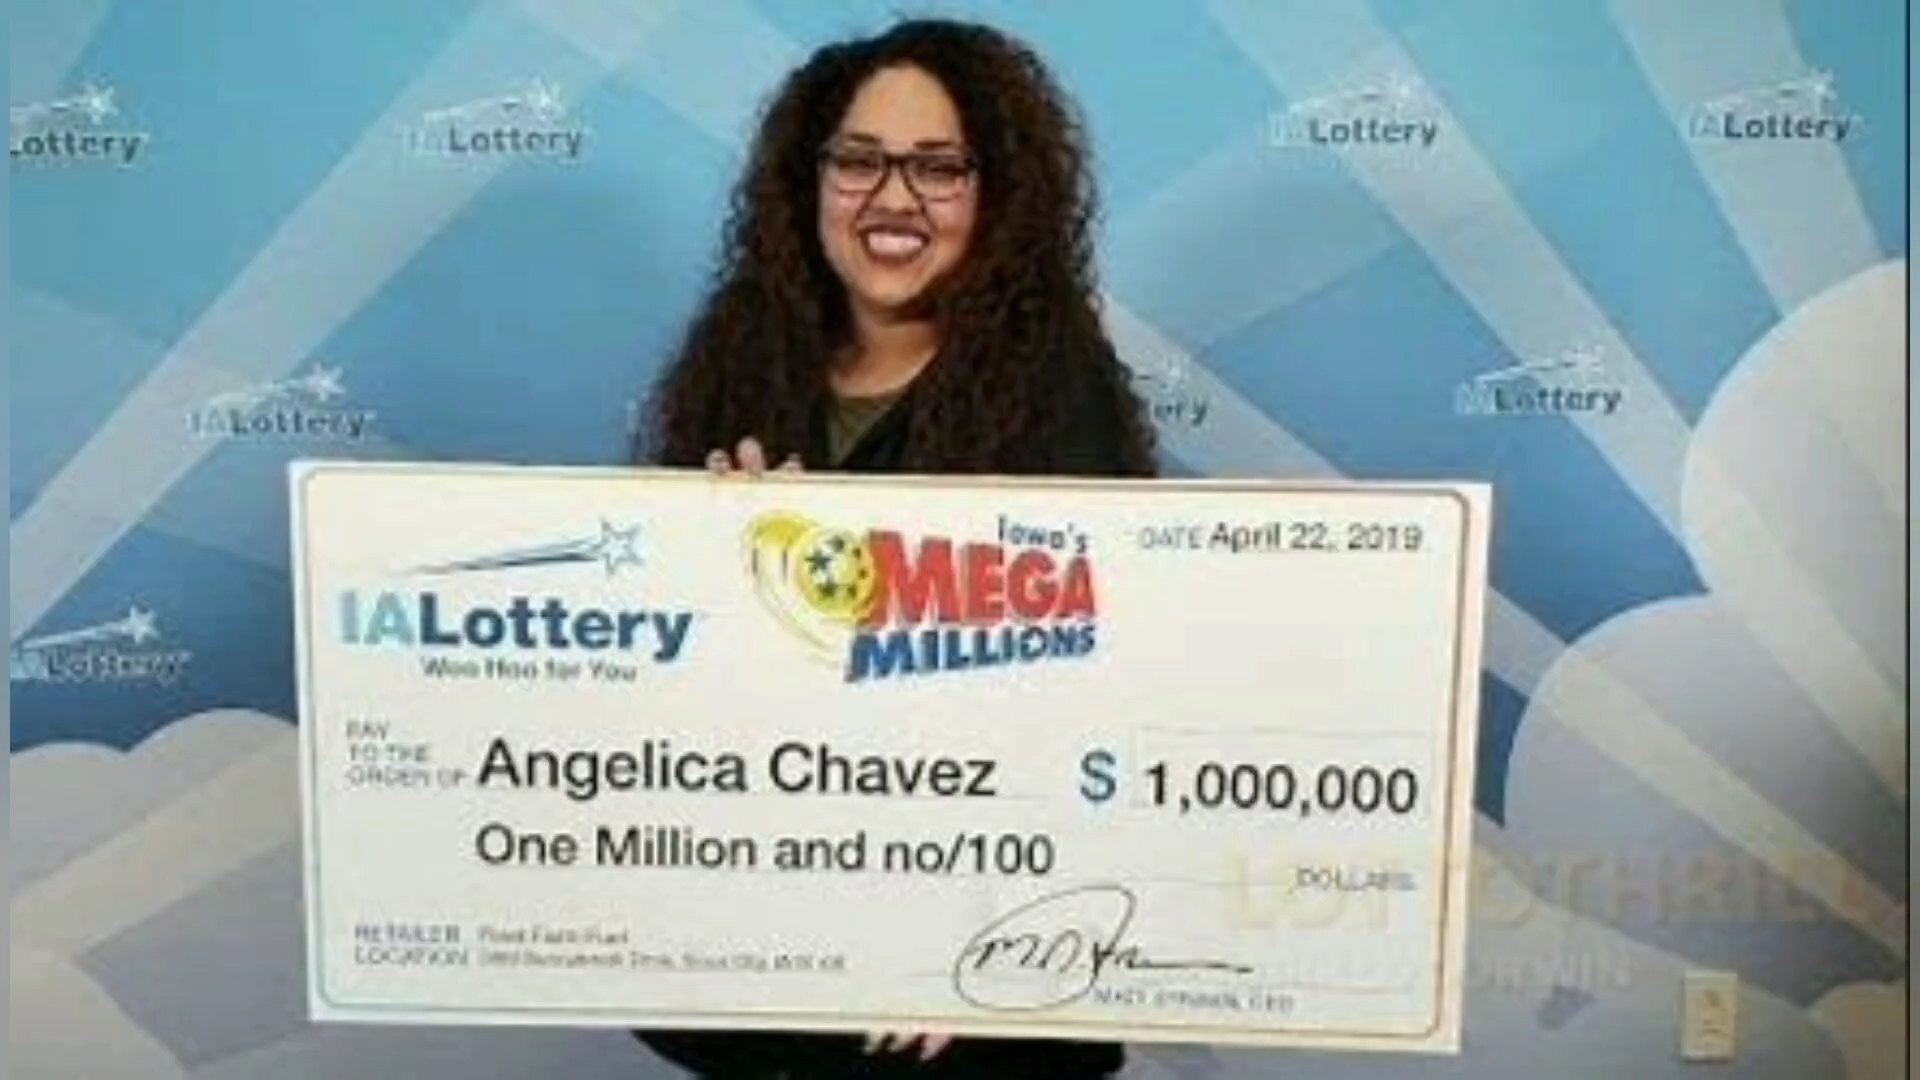 Lottery
IALottery
IALottery
IALottery
IALottery
IALottery
IALottery
Iowa's
MEGA
MILLIONS
DATE April 22, 2019
IALottery
Woo Hoo for You
PAY
TO THE
ORDER OF
Angelica Chavez
$ 1,000,000
One Million and no/100
DOLLARS
RETAILER
LOCATION